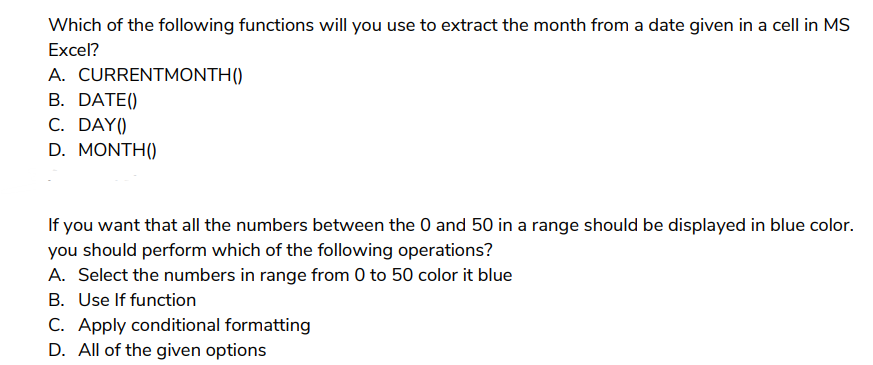 Which of the following functions will you use to extract the month from a date given in a cell in MS
Excel?
A. CURRENTMONTH()
B. DATE()
C. DAY()
D. MONTH()
If you want that all the numbers between the 0 and 50 in a range should be displayed in blue color.
you should perform which of the following operations?
A. Select the numbers in range from 0 to 50 color it blue
B. Use If function
C. Apply conditional formatting
D. All of the given options